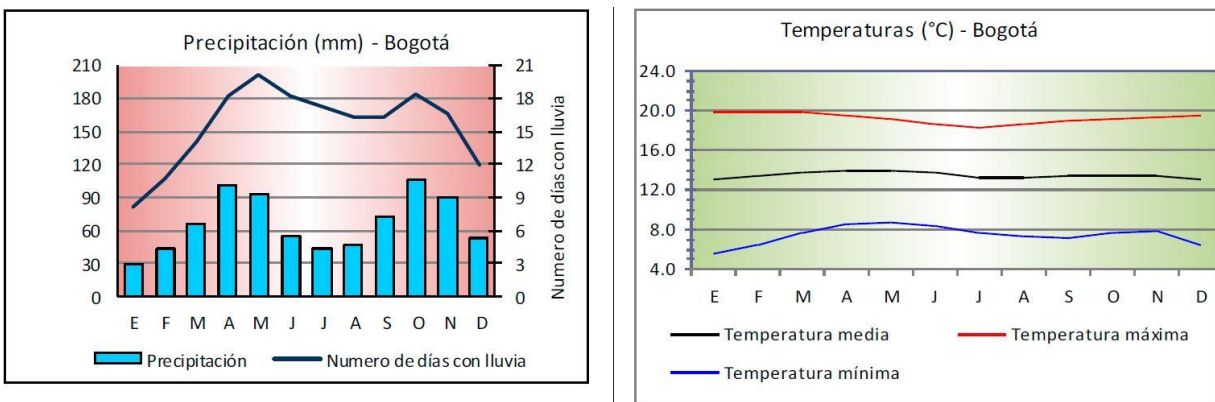 Precipitación (mm) - Bogotá
210
180
150
120
90
60
30
0
21
18
15
12
9
6
3
0
Numero de días con lluvia
E F M A M J J A S O N D
Precipitación Numero de días con lluvia
Temperaturas (°C) - Bogotá
24.0
20.0
16.0
12.0
8.0
4.0
E F M A M J J A S O N D
Temperatura media Temperatura máxima
Temperatura mínima